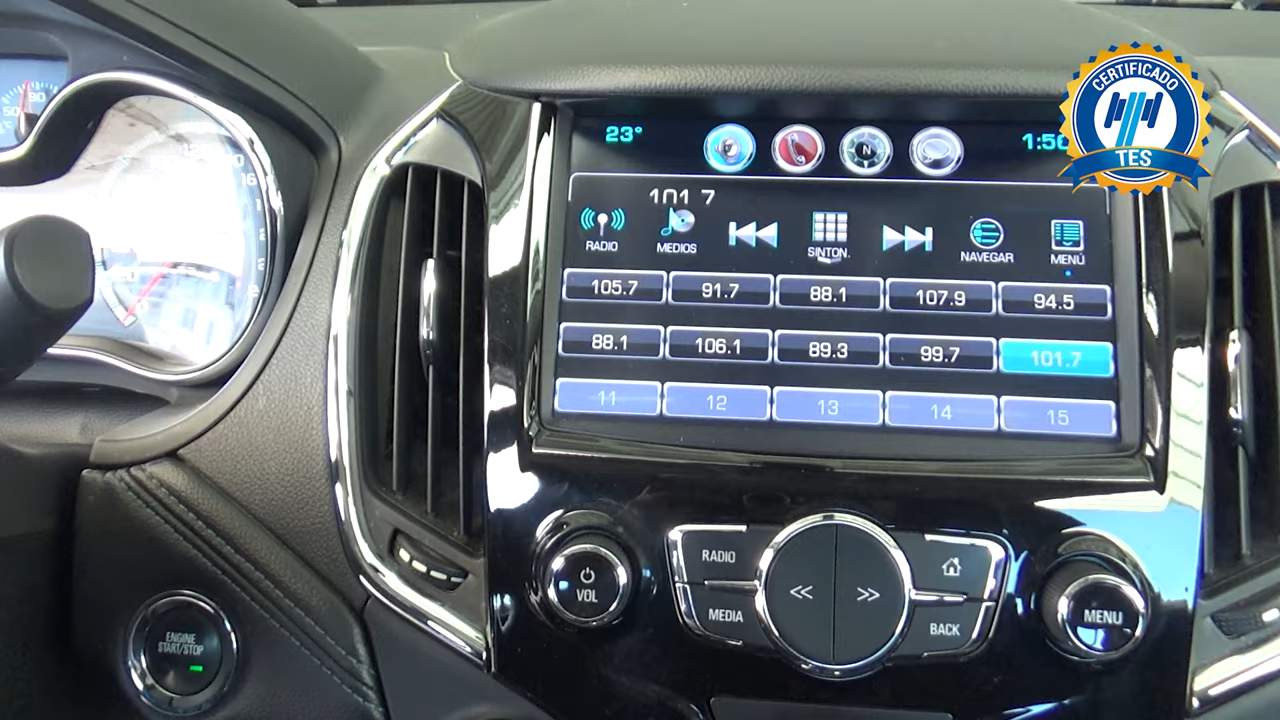 CERTIFICADO
TES
23°
N
1:50
101 7
RADIO
MEDIOS
SINTON.
NAVEGAR
MENÚ
105.7 91.7 88.1 107.9 94.5
88.1 106.1 89.3 99.7 101.7
11 12 13 14 15
RADIO
MEDIA
VOL
<< >>
BACK
MENU
ENGINE
START/STOP